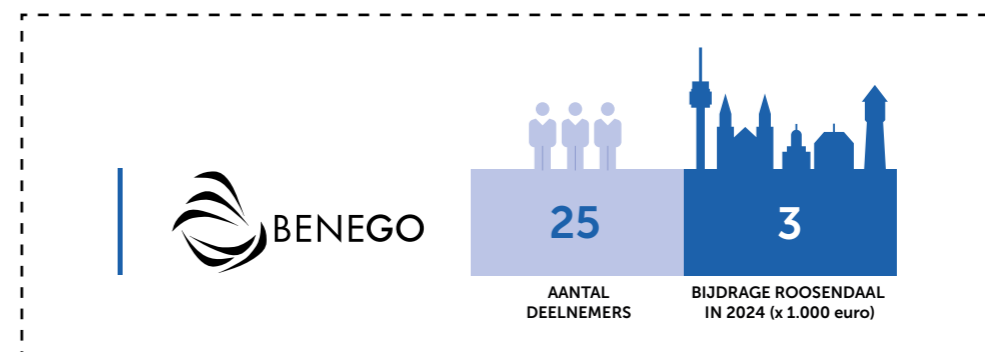 BENEGO
25
3
AANTAL
DEELNEMERS
BIJDRAGE ROOSENDAAL
IN 2024 (x 1.000 euro)